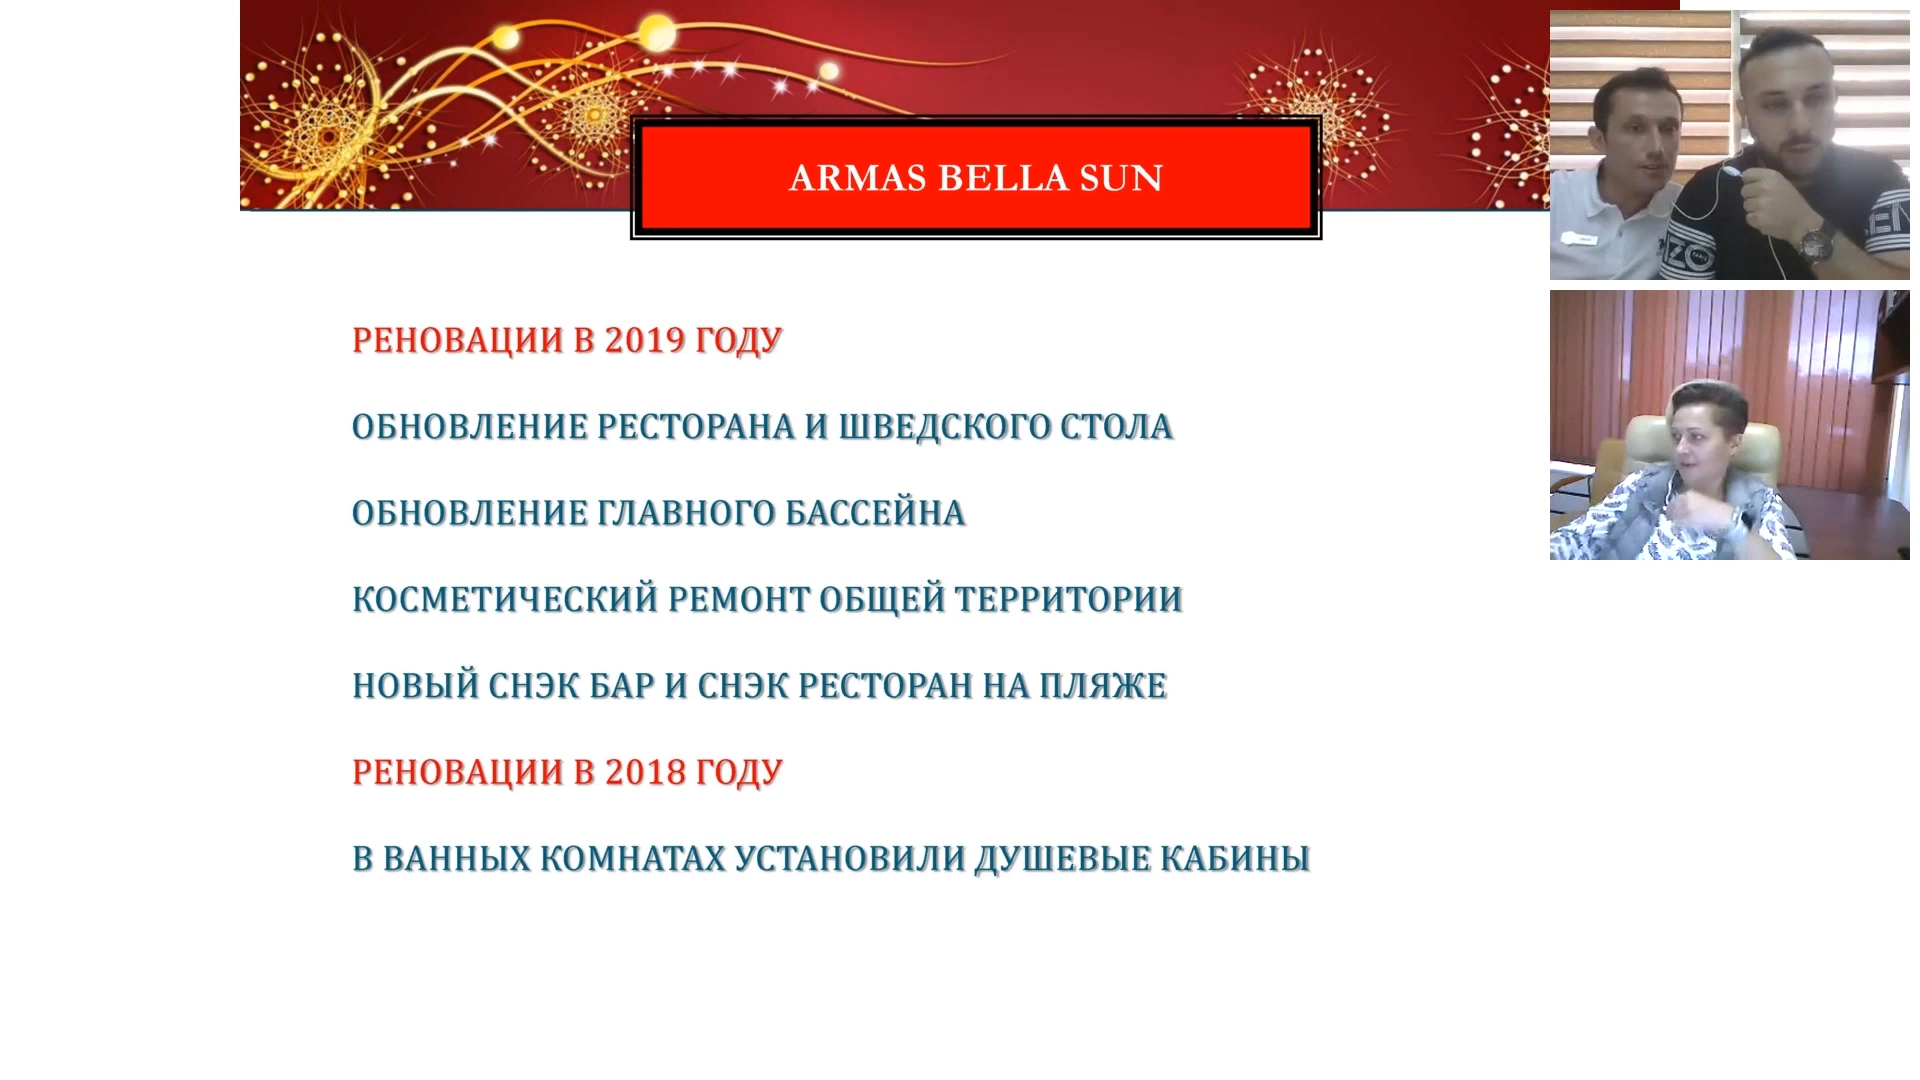 ARMAS BELLA SUN
РЕНОВАЦИИ В 2019 ГОДУ
ОБНОВЛЕНИЕ РЕСТОРАНА И ШВЕДСКОГО СТОЛА
ОБНОВЛЕНИЕ ГЛАВНОГО БАССЕЙНА
КОСМЕТИЧЕСКИЙ РЕМОНТ ОБЩЕЙ ТЕРРИТОРИИ
НОВЫЙ СНЭК БАР И СНЭК РЕСТОРАН НА ПЛЯЖЕ
РЕНОВАЦИИ В 2018 ГОДУ
В ВАННЫХ КОМНАТАХ УСТАНОВИЛИ ДУШЕВЫЕ КАБИНЫ